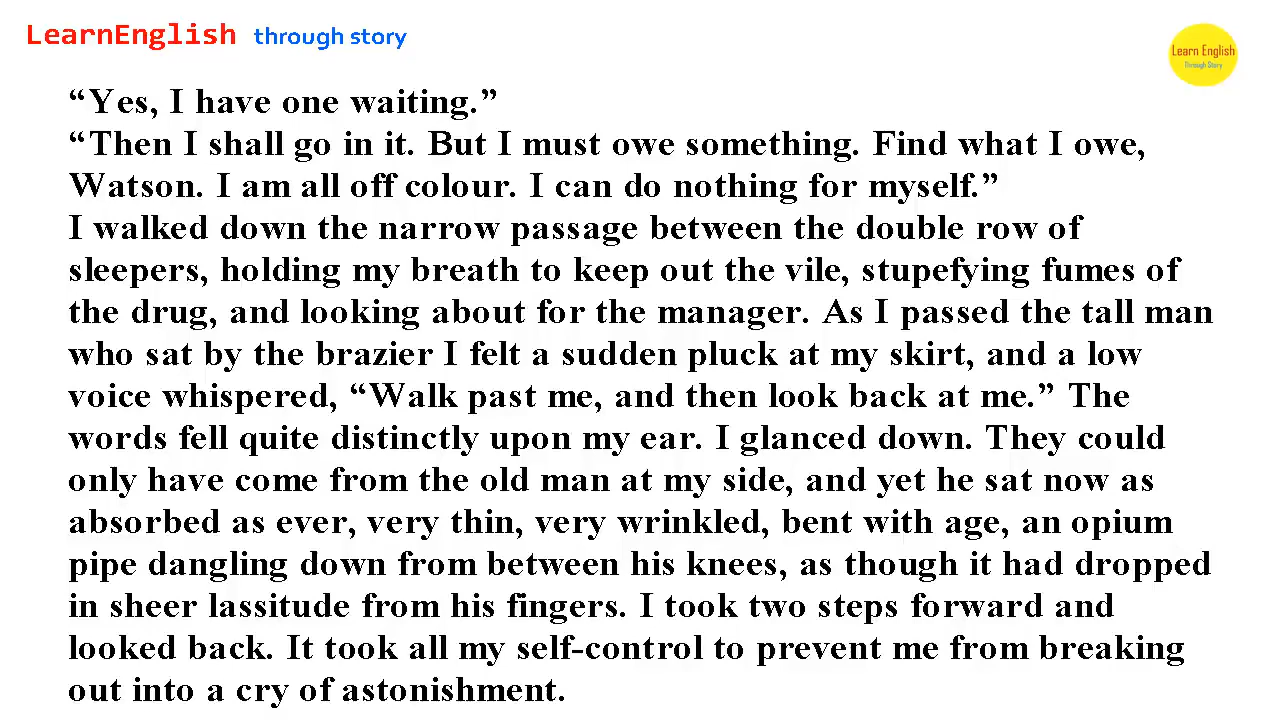 LearnEnglish through story
Learn English
Through Story
“Yes, I have one waiting.”
“Then I shall go in it. But I must owe something. Find what I owe,
Watson. I am all off colour. I can do nothing for myself.”
I walked down the narrow passage between the double row of
sleepers, holding my breath to keep out the vile, stupefying fumes of
the drug, and looking about for the manager. As I passed the tall man
who sat by the brazier I felt a sudden pluck at my skirt, and a low
voice whispered, “Walk past me, and then look back at me.” The
words fell quite distinctly upon my ear. I glanced down. They could
only have come from the old man at my side, and yet he sat now as
absorbed as ever, very thin, very wrinkled, bent with age, an opium
pipe dangling down from between his knees, as though it had dropped
in sheer lassitude from his fingers. I took two steps forward and
looked back. It took all my self-control to prevent me from breaking
out into a cry of astonishment.